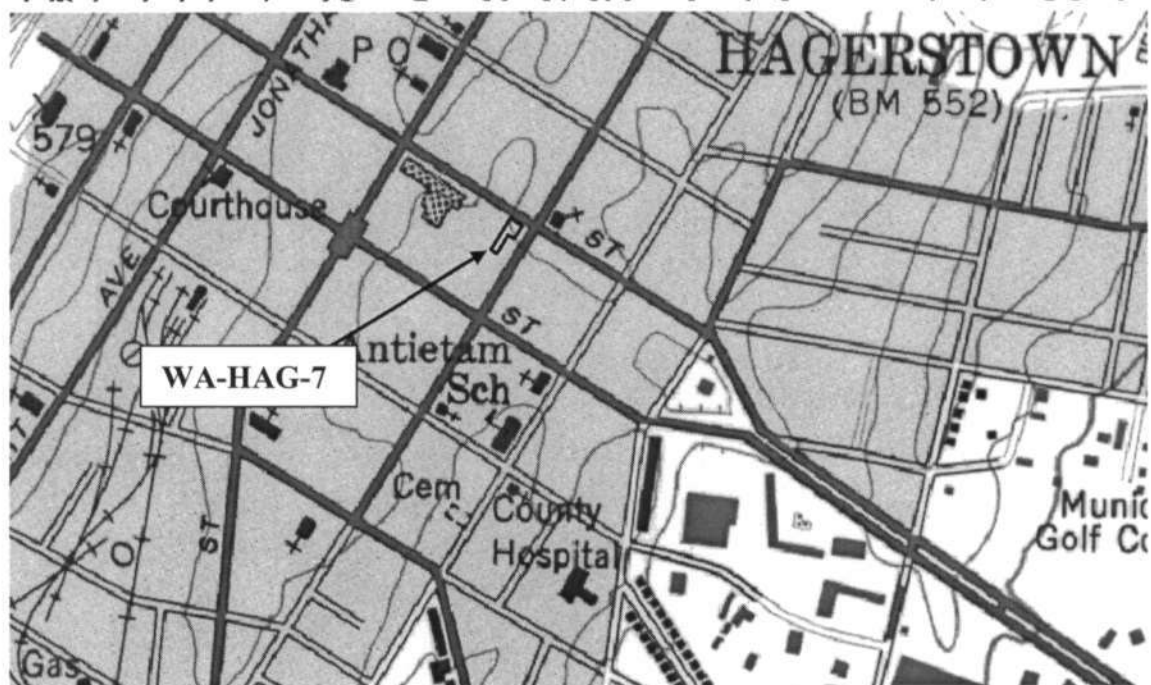 HAGERSTOWN
(BM 552)
P O
JONATHA
579
Courthouse
ST
AVE
ST
Antietam
Sch
WA-HAG-7
Cem
County
Hospital
Munic
Golf Co
ST
Gas